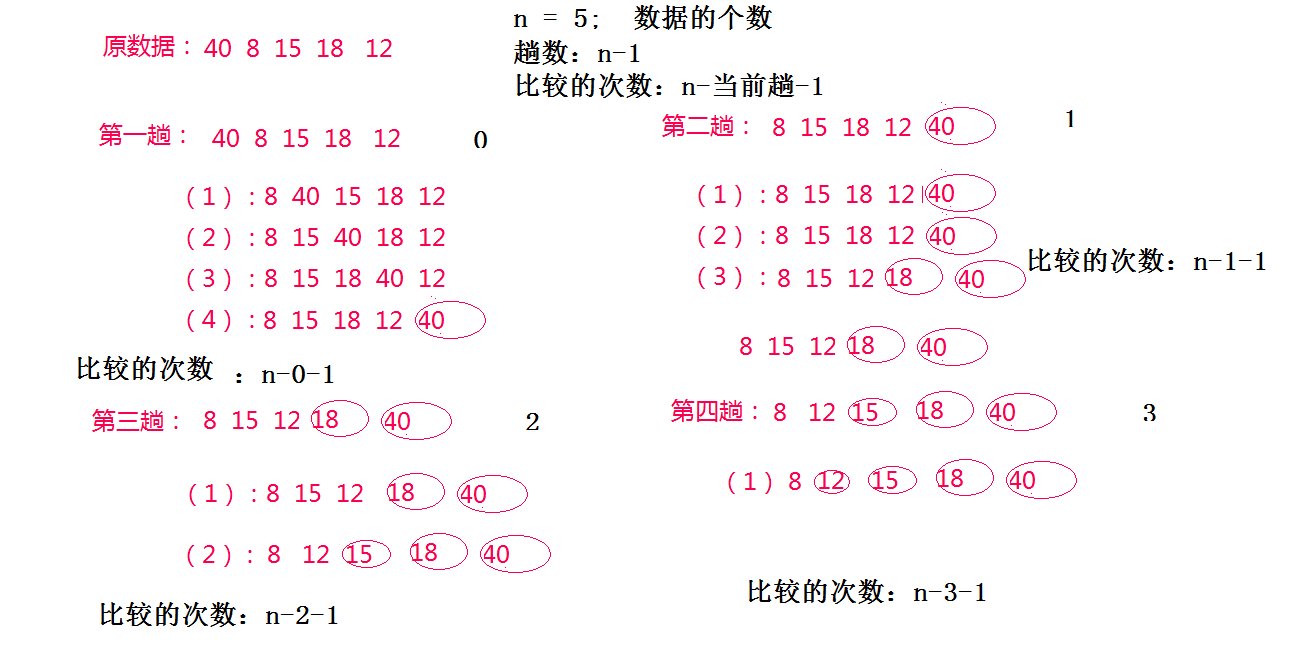 n = 5; 数据的个数
原数据：40 8 15 18 12
趟数：n-1
比较的次数：n-当前趟-1
第一趟： 40 8 15 18 12 0
（1）：8 40 15 18 12
（2）：8 15 40 18 12
（3）：8 15 18 40 12
（4）：8 15 18 12 40
比较的次数 ：n-0-1
第二趟： 8 15 18 12 40 1
（1）：8 15 18 12 40
（2）：8 15 18 12 40
（3）：8 15 12 18 40
比较的次数：n-1-1
8 15 12 18 40
第三趟： 8 15 12 18 40 2
（1）：8 15 12 18 40
（2）：8 12 15 18 40
比较的次数：n-2-1
第四趟：8 12 15 18 40 3
（1）8 12 15 18 40
比较的次数：n-3-1